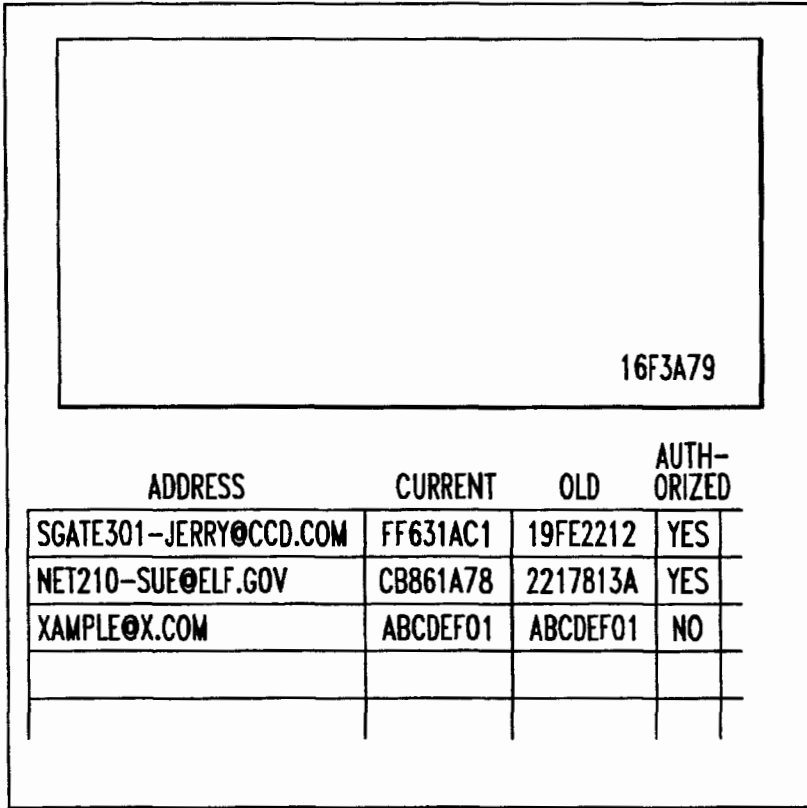 16F3A79
ADDRESS CURRENT OLD AUTH-
ORIZED
SGATE301-JERRY@CCD.COM FF631AC1 19FE2212 YES
NET210-SUE@ELF.GOV CB861A78 2217813A YES
XAMPLE@X.COM ABCDEF01 ABCDEF01 NO